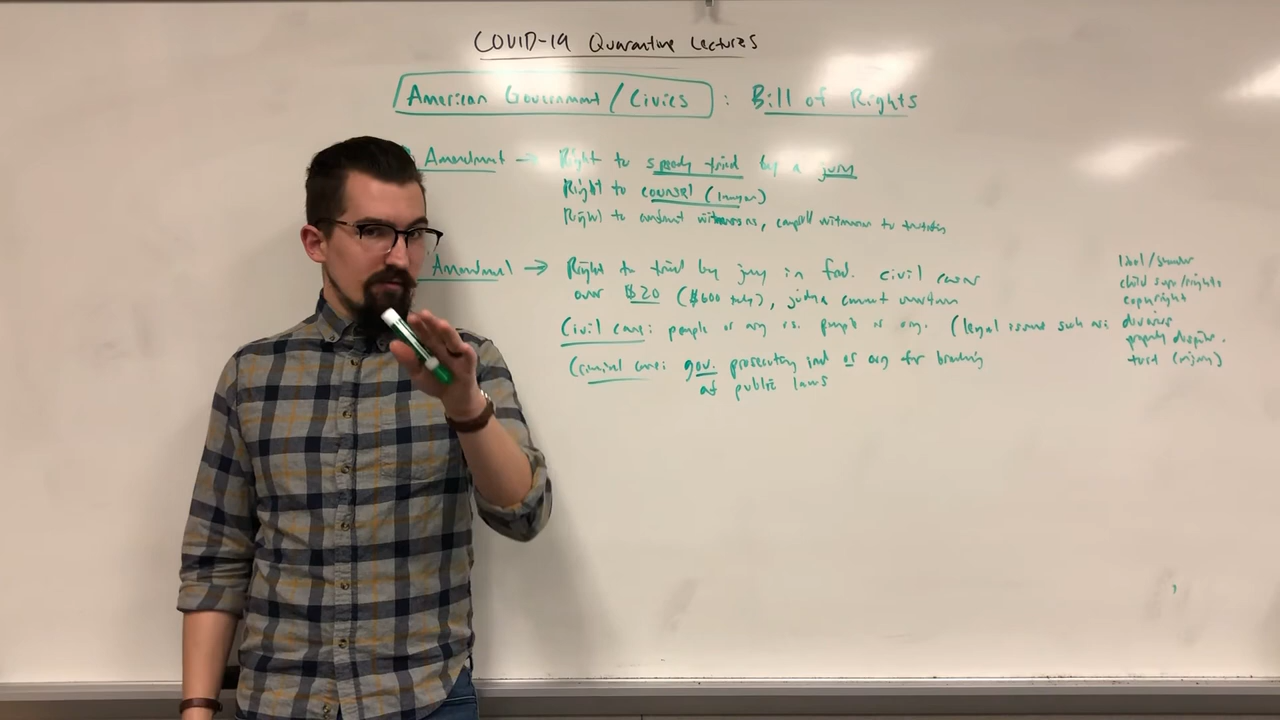 COVID-19 Quarantine Lectures
American Government / Civics : Bill of Rights
Amendment → Right to speedy trial by a jury
Right to counsel (lawyer)
Right to witnesses, witnesses to
Amendment → Right to trial by jury in fed. civil cases
over $20 ($600 today), judge cannot overturn
Civil case: people or org vs. people or org. (legal issues such as:
libel/slander
child supp/rights
copyright
divorce
property dispute.
tort (injury)
Criminal case: gov. prosecuting ind or org for breaking
of public laws